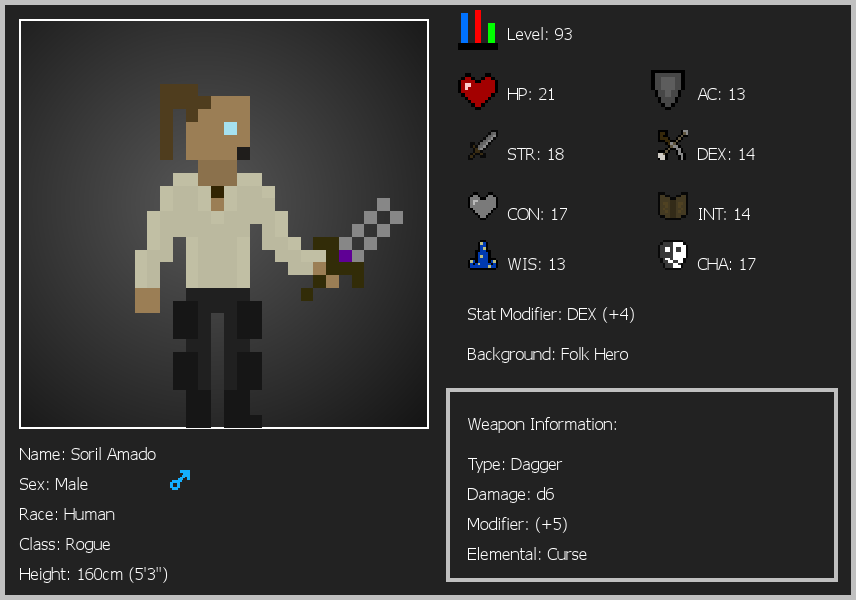 Level: 93
HP: 21
AC: 13
STR: 18
DEX: 14
CON: 17
INT: 14
WIS: 13
CHA: 17
Stat Modifier: DEX (+4)
Background: Folk Hero
Weapon Information:
Type: Dagger
Damage: d6
Modifier: (+5)
Elemental: Curse
Name: Soril Amado
Sex: Male
Race: Human
Class: Rogue
Height: 160cm (5'3")